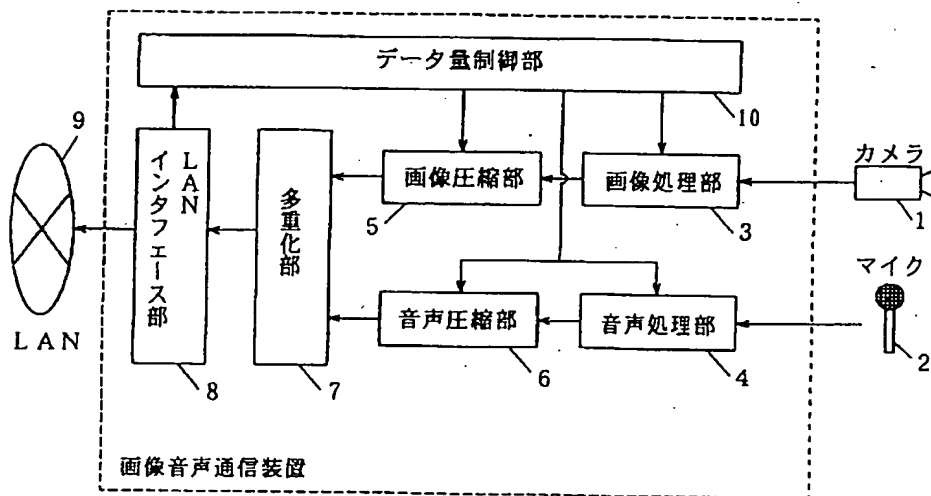 データ量制御部
10
9
LAN
インタフェース部
LAN
8
多重化部
7
画像圧縮部
5
画像処理部
3
カメラ
1
音声圧縮部
6
音声処理部
4
マイク
2
画像音声通信装置